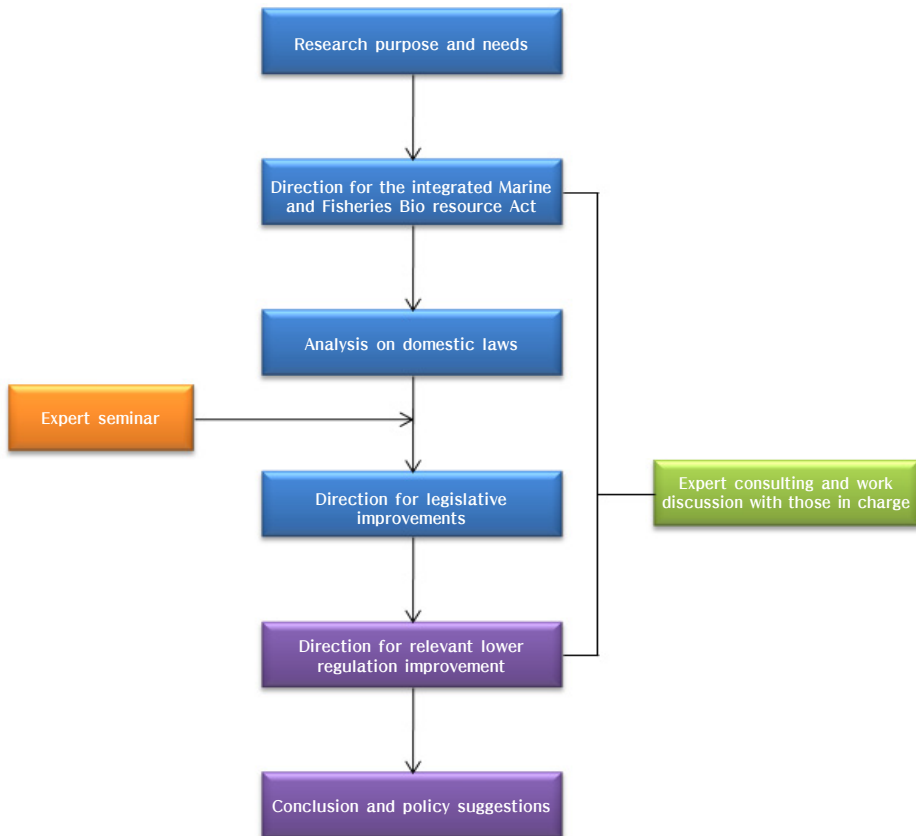 Research purpose and needs
Direction for the integrated Marine
and Fisheries Bio resource Act
Analysis on domestic laws
Expert seminar
Direction for legislative
improvements
Expert consulting and work
discussion with those in charge
Direction for relevant lower
regulation improvement
Conclusion and policy suggestions